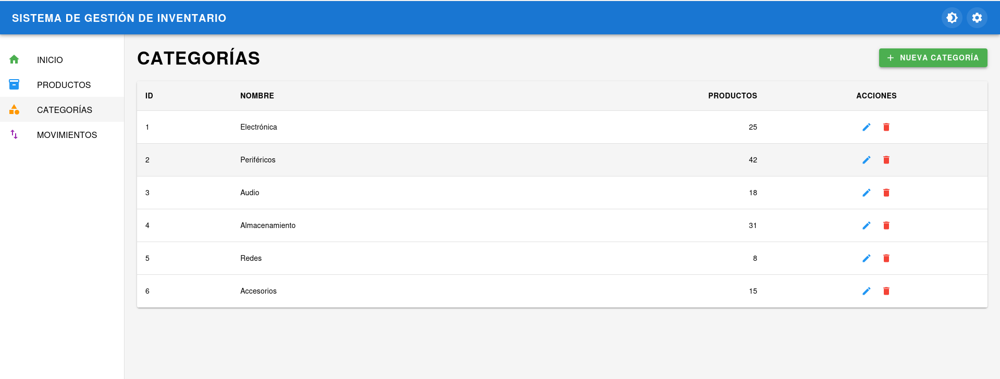 SISTEMA DE GESTIÓN DE INVENTARIO
INICIO
PRODUCTOS
CATEGORÍAS
MOVIMIENTOS
CATEGORÍAS
NUEVA CATEGORÍA
ID NOMBRE PRODUCTOS ACCIONES
1 Electrónica 25
2 Periféricos 42
3 Audio 18
4 Almacenamiento 31
5 Redes 8
6 Accesorios 15